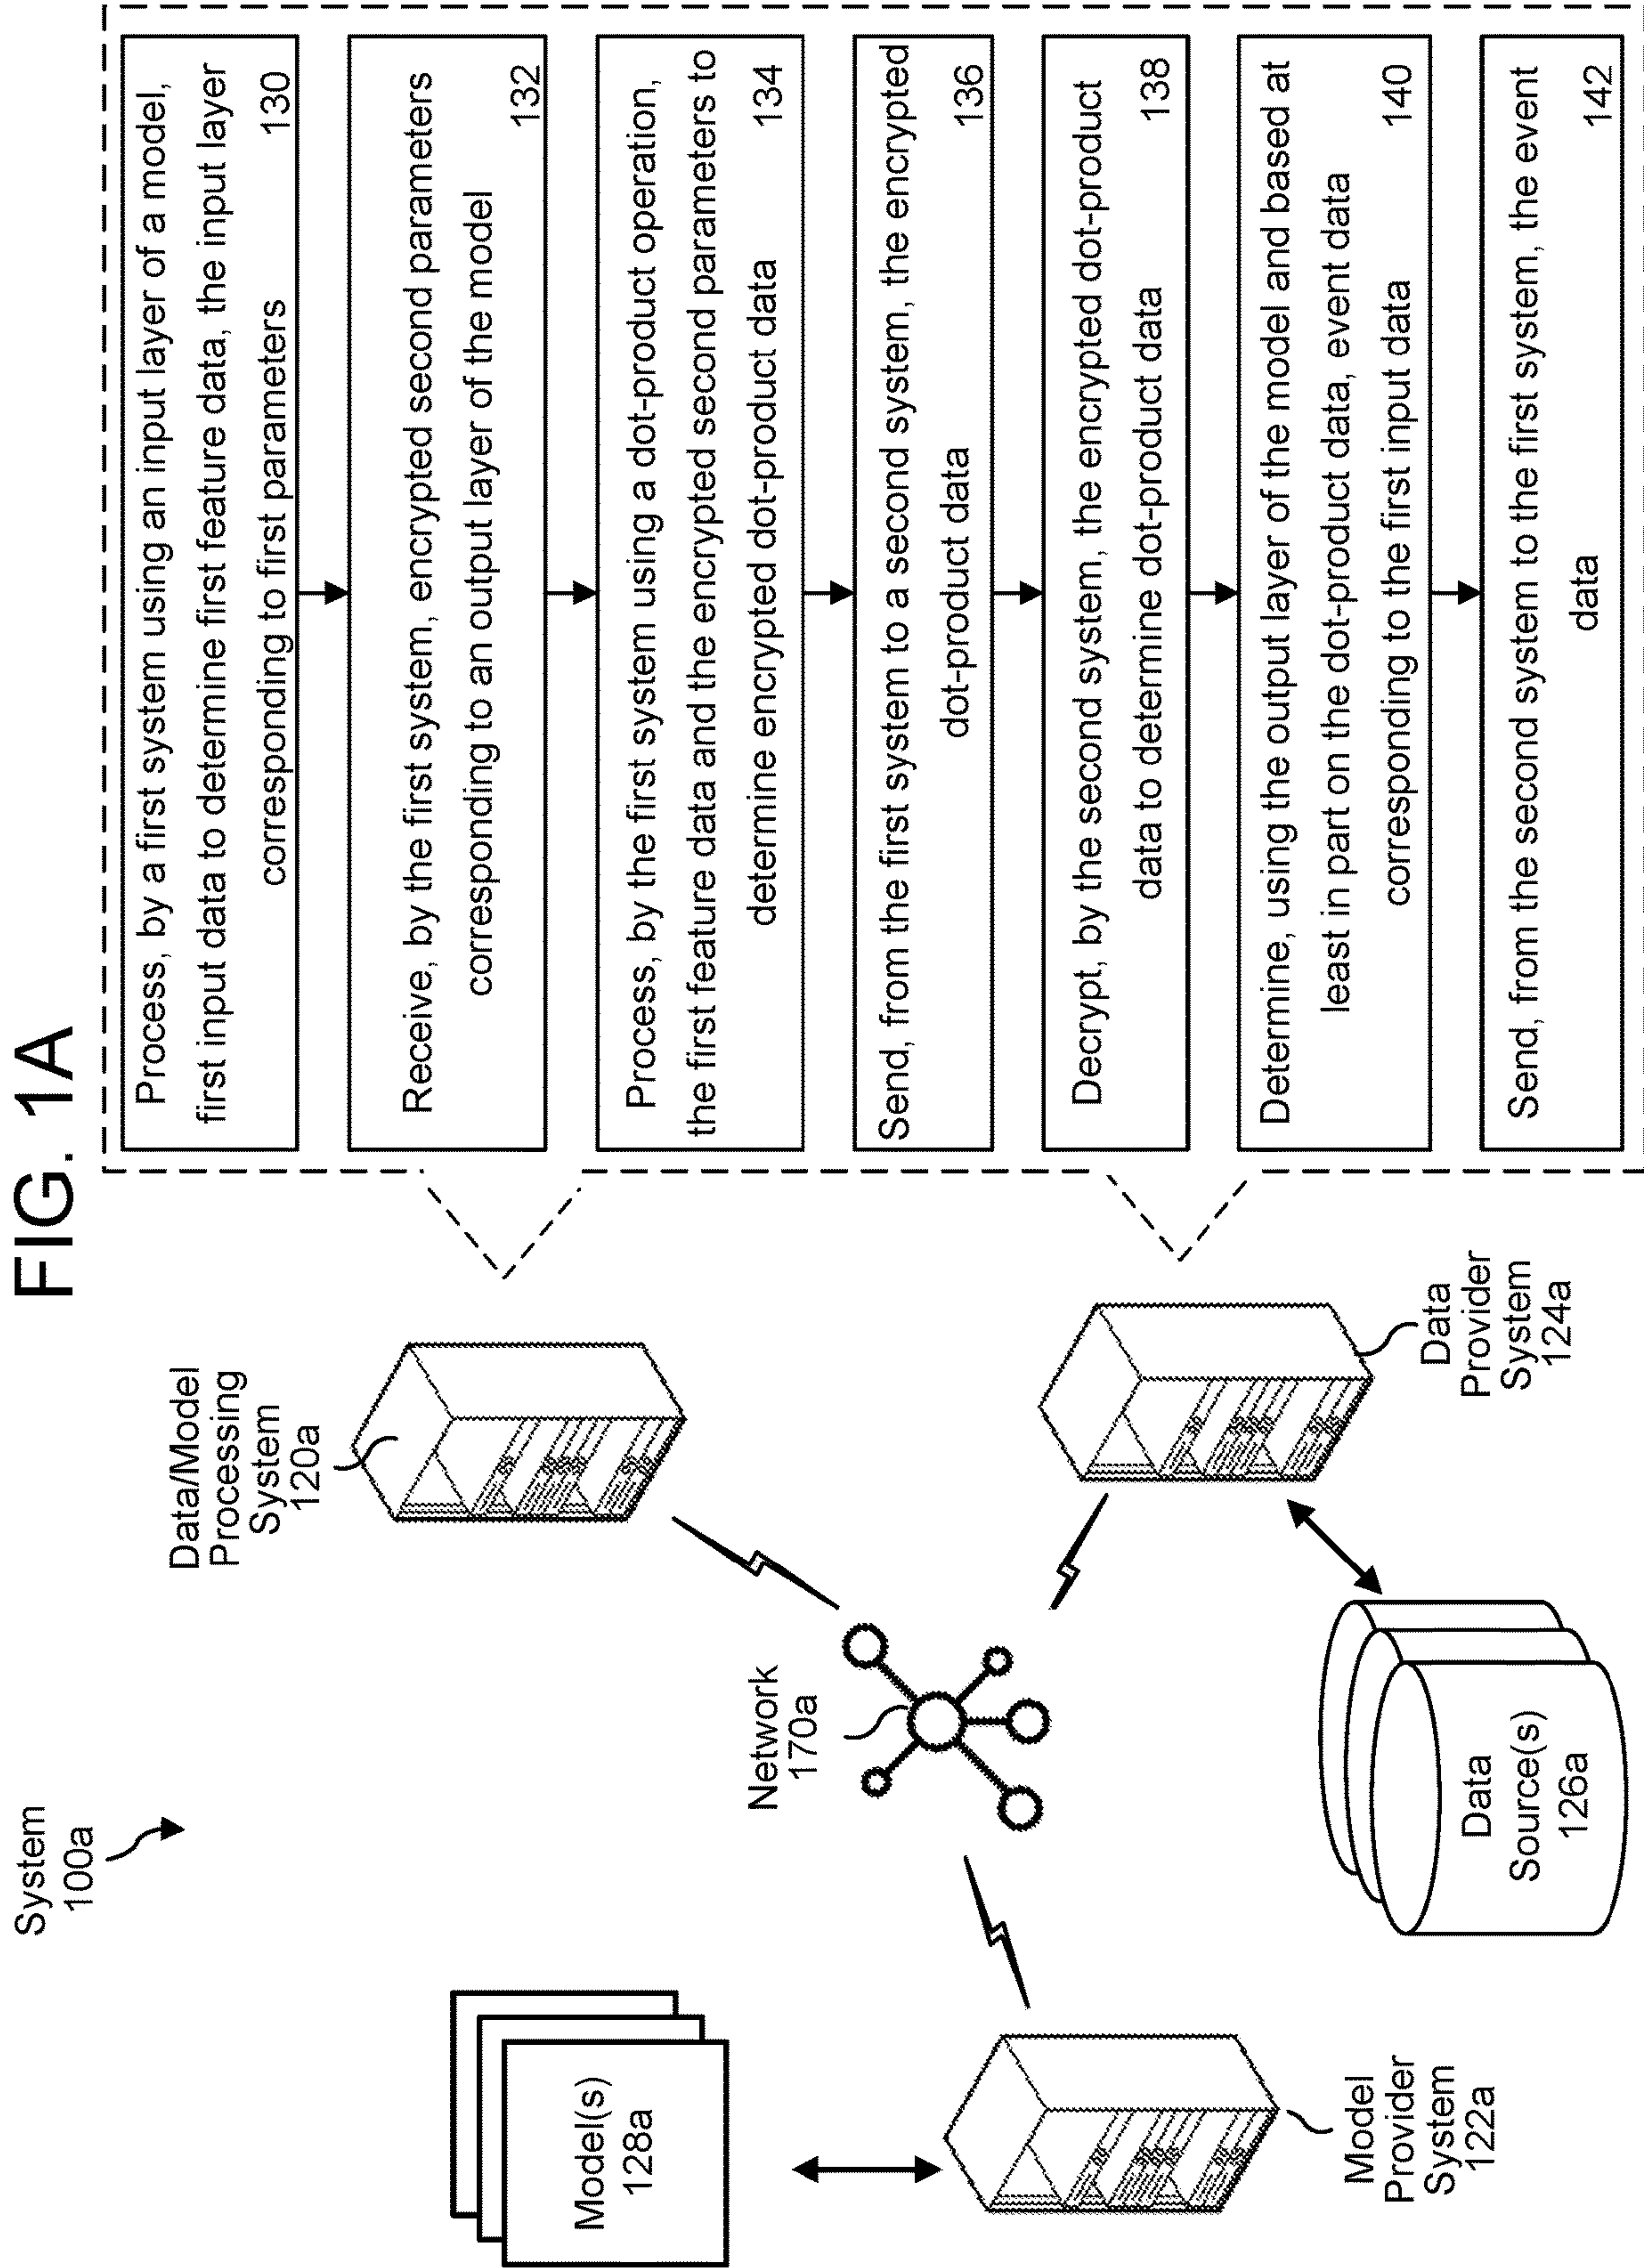 FIG. 1A
System
100a
Model(s)
128a
Model
Provider
System
122a
Network
170a
Data/Model
Processing
System
120a
Data
Source(s)
126a
Data
Provider
System
124a
Process, by a first system using an input layer of a model,
first input data to determine first feature data, the input layer
corresponding to first parameters
130
Receive, by the first system, encrypted second parameters
corresponding to an output layer of the model
132
Process, by the first system using a dot-product operation,
the first feature data and the encrypted second parameters to
determine encrypted dot-product data
134
Send, from the first system to a second system, the encrypted
dot-product data
136
Decrypt, by the second system, the encrypted dot-product
data to determine dot-product data
138
Determine, using the output layer of the model and based at
least in part on the dot-product data, event data
corresponding to the first input data
140
Send, from the second system to the first system, the event
data
142